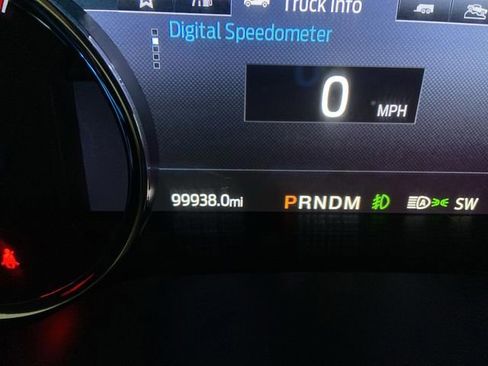 Truck Info
Digital Speedometer
0 MPH
99938.0mi PRNDM A SW